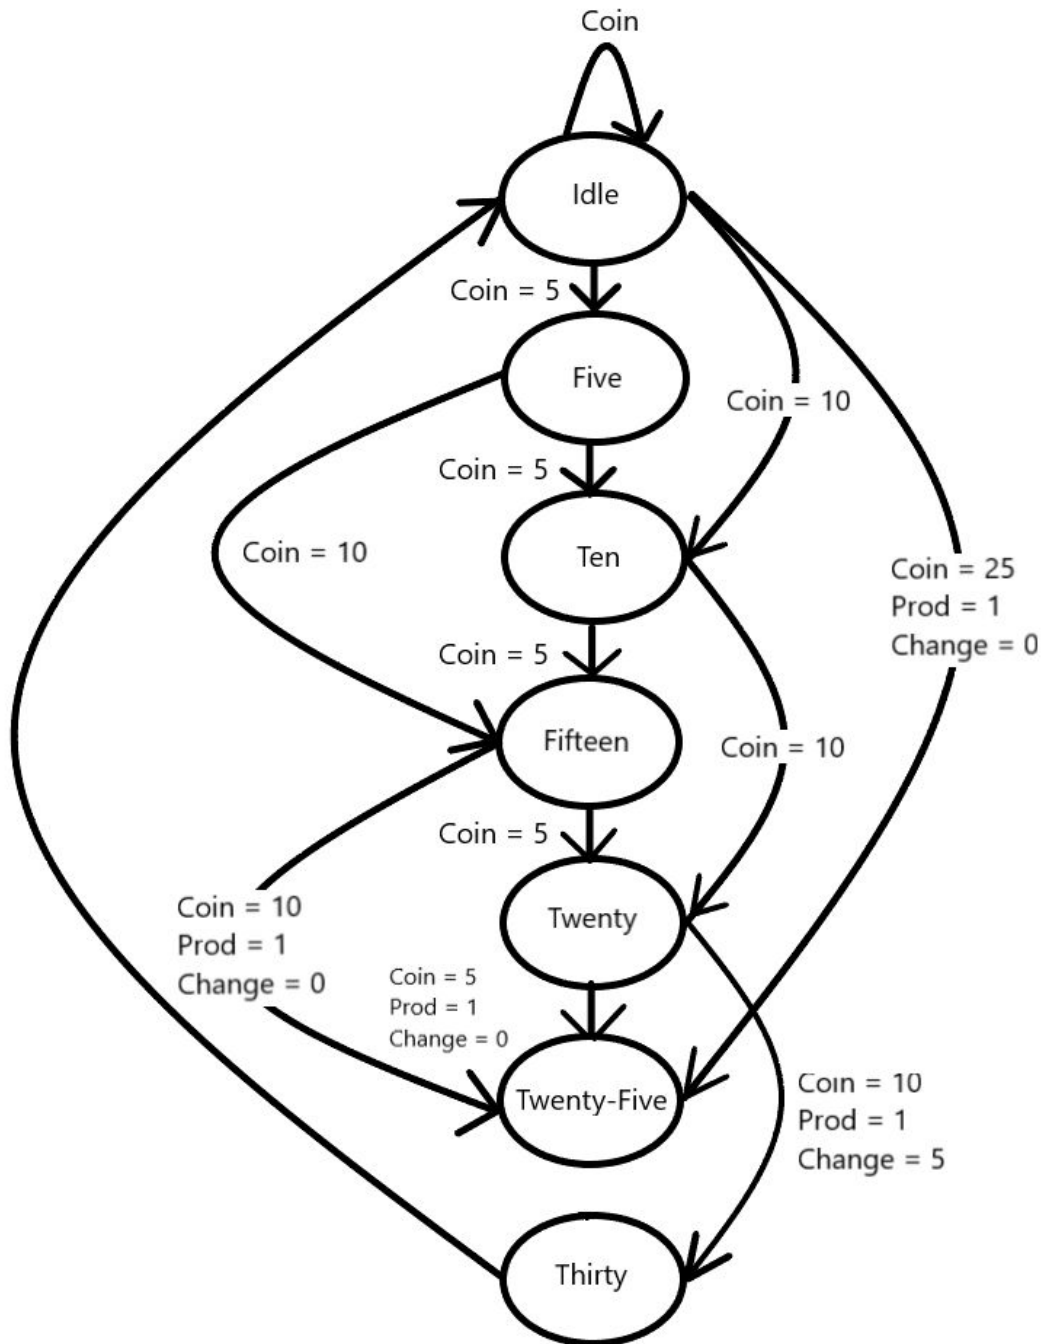 Coin
Idle
Coin = 5
Five
Coin = 10
Coin = 5
Coin = 10
Ten
Coin = 25
Prod = 1
Change = 0
Coin = 5
Fifteen
Coin = 10
Coin = 5
Coin = 10
Prod = 1
Change = 0
Twenty
Coin = 5
Prod = 1
Change = 0
Twenty-Five
Coin = 10
Prod = 1
Change = 5
Thirty